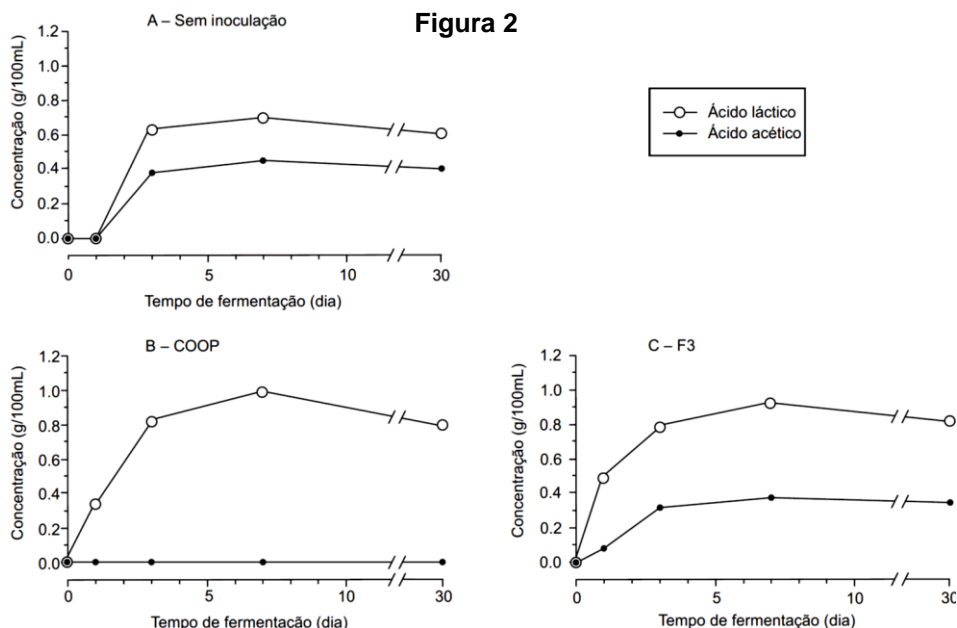 Figura 2
A – Sem inoculação
Concentração (g/100mL)
1.2
1.0
0.8
0.6
0.4
0.2
0.0
0 5 10 30
Tempo de fermentação (dia)
Ácido láctico
Ácido acético
B – COOP
Concentração (g/100mL)
1.2
1.0
0.8
0.6
0.4
0.2
0.0
0 5 10 30
Tempo de fermentação (dia)
C – F3
Concentração (g/100mL)
1.2
1.0
0.8
0.6
0.4
0.2
0.0
0 5 10 30
Tempo de fermentação (dia)